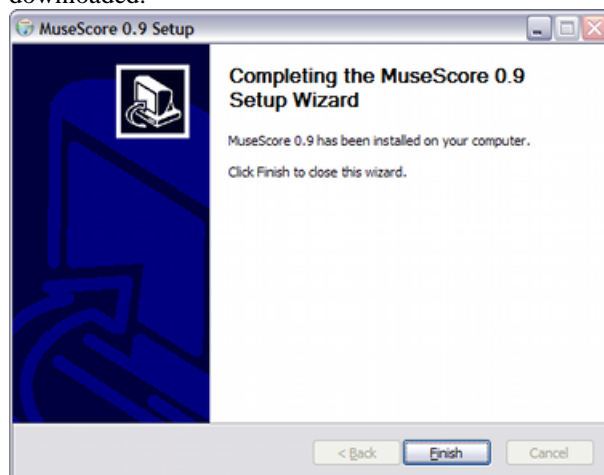 downloaded.
MuseScore 0.9 Setup
Completing the MuseScore 0.9
Setup Wizard
MuseScore 0.9 has been installed on your computer.
Click Finish to close this wizard.
< Back
Finish
Cancel